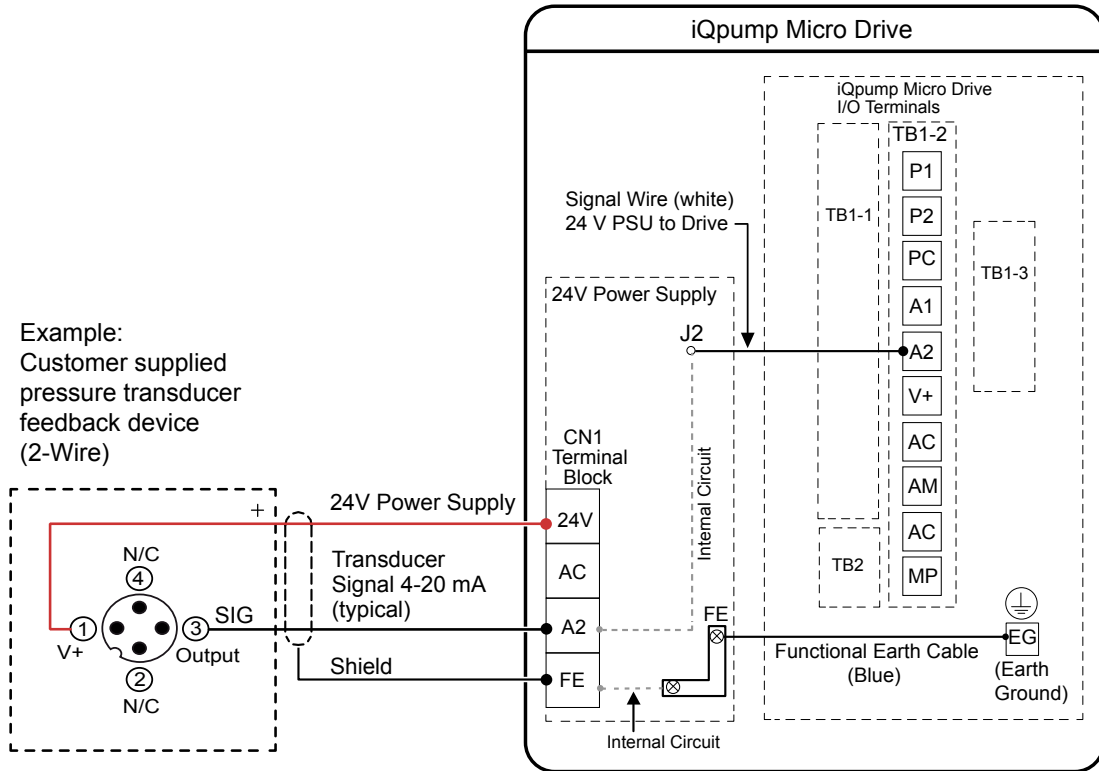 iQpump Micro Drive
iQpump Micro Drive
I/O Terminals
TB1-2
P1
P2
PC
A1
A2
V+
AC
AM
AC
MP
TB1-1
TB1-3
TB2
Signal Wire (white)
24 V PSU to Drive
24V Power Supply
J2
Internal Circuit
CN1
Terminal
Block
24V
AC
A2
FE
FE
Functional Earth Cable
(Blue)
EG
(Earth
Ground)
Internal Circuit
Example:
Customer supplied
pressure transducer
feedback device
(2-Wire)
+
24V Power Supply
Transducer
Signal 4-20 mA
(typical)
Shield
N/C
4
1
V+
3
SIG
Output
2
N/C